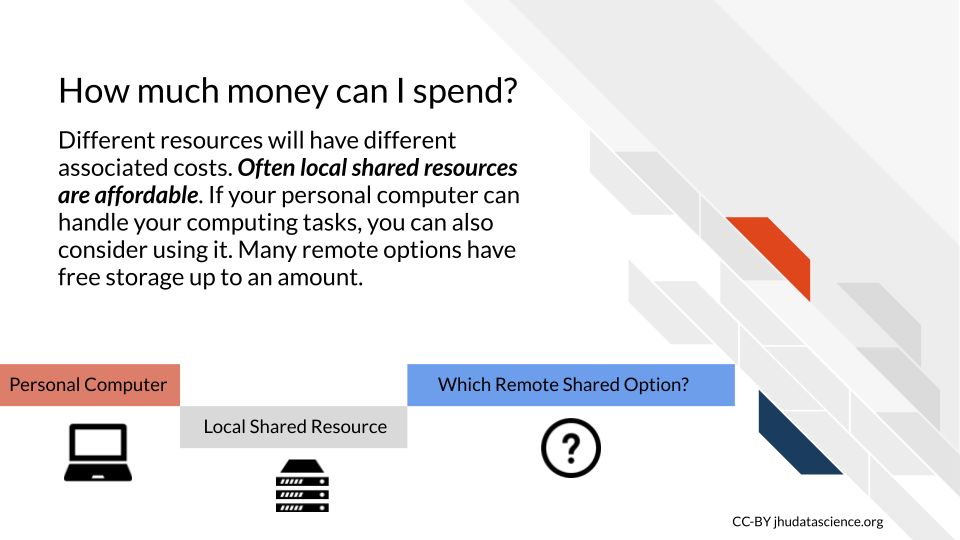 How much money can I spend?
Different resources will have different
associated costs. Often local shared resources
are affordable. If your personal computer can
handle your computing tasks, you can also
consider using it. Many remote options have
free storage up to an amount.
Personal Computer
Which Remote Shared Option?
Local Shared Resource
?
CC-BY jhudatascience.org